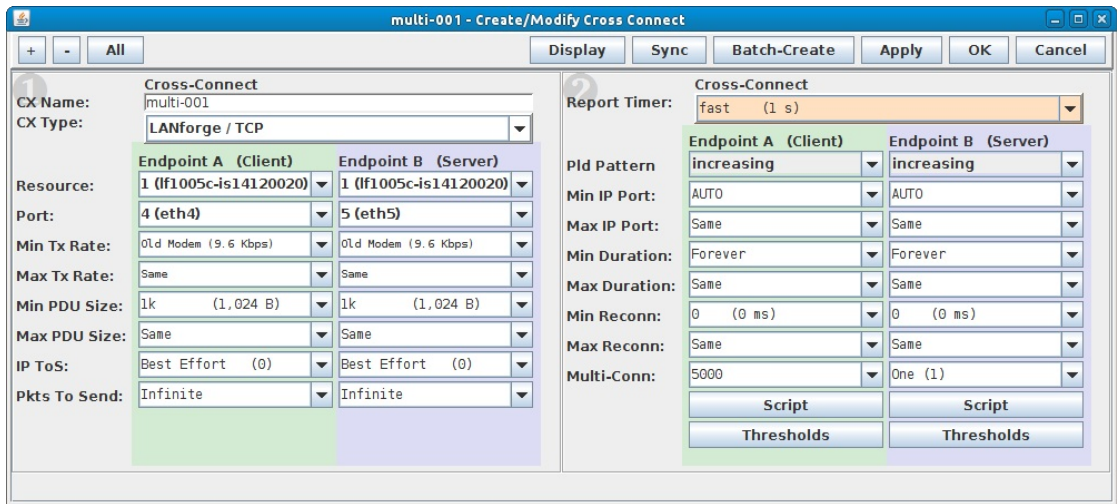 multi-001 - Create/Modify Cross Connect
+ - All Display Sync Batch-Create Apply OK Cancel
1
Cross-Connect
CX Name: multi-001
CX Type: LANforge / TCP
Endpoint A (Client) Endpoint B (Server)
Resource: 1 (lf1005c-is14120020) 1 (lf1005c-is14120020)
Port: 4 (eth4) 5 (eth5)
Min Tx Rate: Old Modem (9.6 Kbps) Old Modem (9.6 Kbps)
Max Tx Rate: Same Same
Min PDU Size: 1k (1,024 B) 1k (1,024 B)
Max PDU Size: Same Same
IP ToS: Best Effort (0) Best Effort (0)
Pkts To Send: Infinite Infinite
2
Cross-Connect
Report Timer: fast (1 s)
Endpoint A (Client) Endpoint B (Server)
Pld Pattern increasing increasing
Min IP Port: AUTO AUTO
Max IP Port: Same Same
Min Duration: Forever Forever
Max Duration: Same Same
Min Reconn: 0 (0 ms) 0 (0 ms)
Max Reconn: Same Same
Multi-Conn: 5000 One (1)
Script Script
Thresholds Thresholds